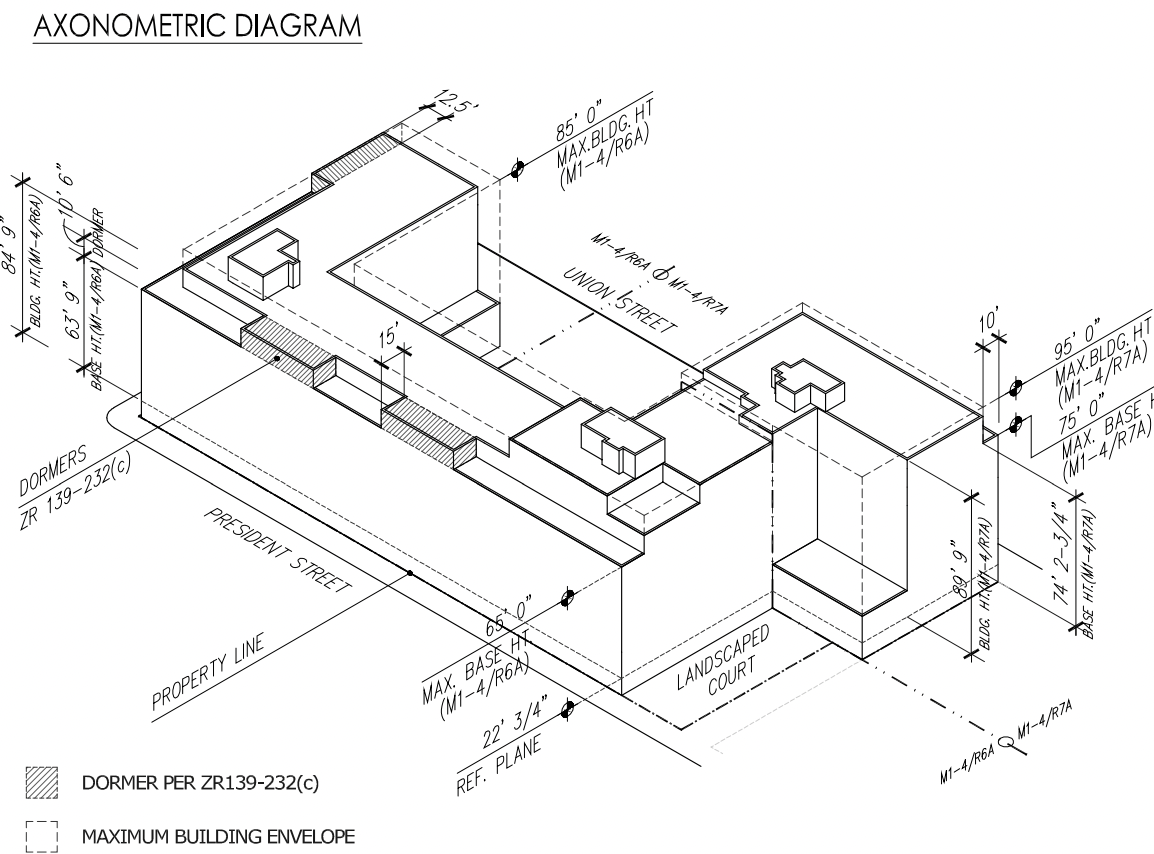 AXONOMETRIC DIAGRAM
12.5'
85' 0"
MAX.BLDG. HT
(M1-4/R6A)
10' 6"
DORMER
84' 9"
BLDG. HT.(M1-4/R6A)
63' 9"
BASE HT.(M1-4/R6A)
M1-4/R6A
M1-4/R7A
UNION STREET
15'
10'
95' 0"
MAX.BLDG. HT
(M1-4/R7A)
75' 0"
MAX. BASE H
(M1-4/R7A)
DORMERS
ZR 139-232(c)
PRESIDENT STREET
PROPERTY LINE
65' 0"
MAX. BASE HT
(M1-4/R6A)
22' 3/4"
REF. PLANE
LANDSCAPED
COURT
89' 9"
BLDG. HT.(M1-4/R7A)
74' 2-3/4"
BASE HT.(M1-4/R7A)
M1-4/R6A
M1-4/R7A
DORMER PER ZR139-232(c)
MAXIMUM BUILDING ENVELOPE